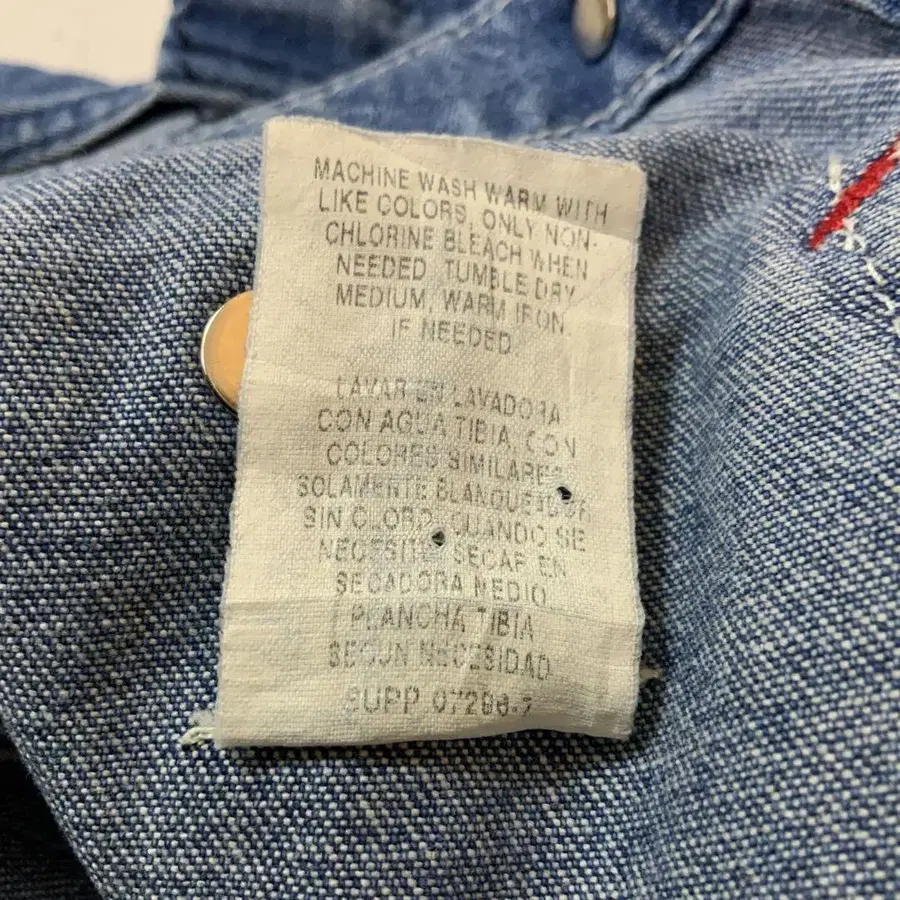 MACHINE WASH WARM WITH
LIKE COLORS, ONLY NON-
CHLORINE BLEACH WHEN
NEEDED. TUMBLE DRY
MEDIUM, WARM IRON
IF NEEDED
LAVAR EN LAVADORA
CON AGUA TIBIA, CON
COLORES SIMILARES
SOLAMENTE BLANQUEADOR
SIN CLORO, CUANDO SE
NECESITE SECAR EN
SECADORA MEDIO
PLANCHA TIBIA
SEGUN NECESIDAD
SUPP